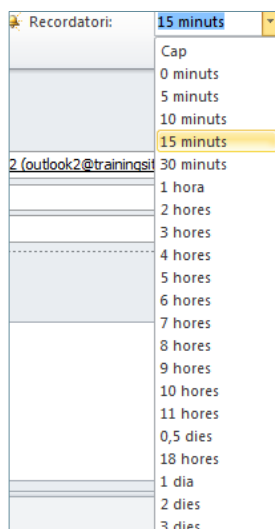 Recordatori: 15 minuts
Cap
0 minuts
5 minuts
10 minuts
15 minuts
2 (outlook2@trainingsit 30 minuts
1 hora
2 hores
3 hores
4 hores
5 hores
6 hores
7 hores
8 hores
9 hores
10 hores
11 hores
0,5 dies
18 hores
1 dia
2 dies
3 dies